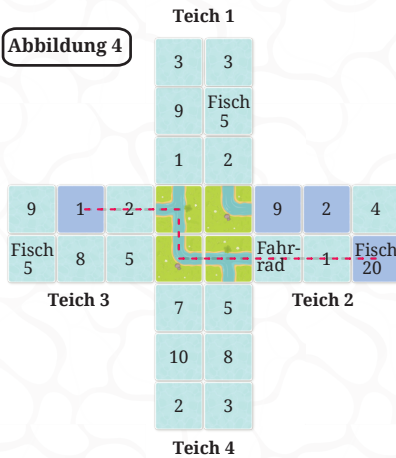 Teich 1
Abbildung 4
3 3
9 Fisch 5
1 2
9 1 2 9 2 4
Fisch 5 8 5 Fahr-rad 1 Fisch 20
Teich 3 Teich 2
7 5
10 8
2 3
Teich 4